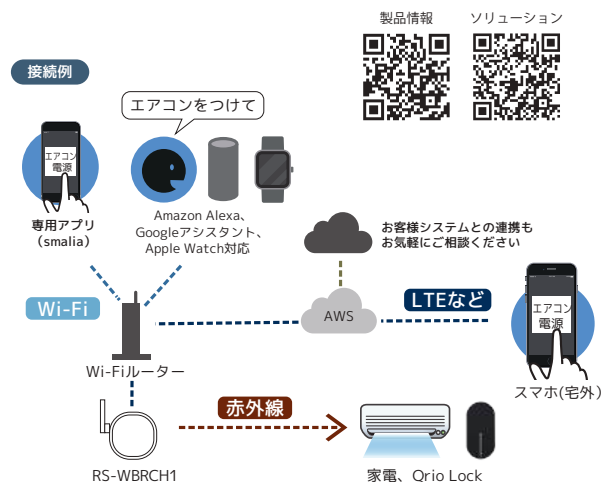 製品情報
ソリューション
接続例
エアコンをつけて
エアコン
電源
専用アプリ
（smalia）
Amazon Alexa、
Googleアシスタント、
Apple Watch対応
お客様システムとの連携も
お気軽にご相談ください
Wi-Fi
AWS
LTEなど
エアコン
電源
Wi-Fiルーター
スマホ(宅外)
赤外線
RS-WBRCH1
家電、Qrio Lock